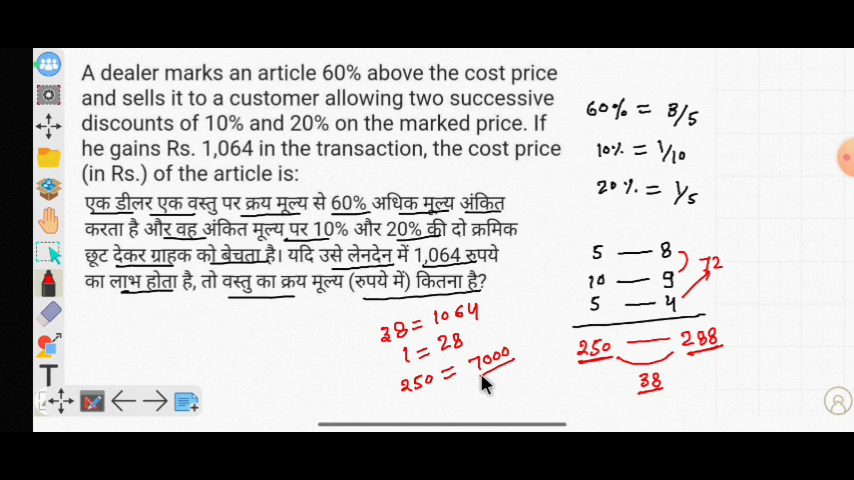 A dealer marks an article 60% above the cost price
and sells it to a customer allowing two successive
discounts of 10% and 20% on the marked price. If
he gains Rs. 1,064 in the transaction, the cost price
(in Rs.) of the article is:
एक डीलर एक वस्तु पर क्रय मूल्य से 60% अधिक मूल्य अंकित
करता है और वह अंकित मूल्य पर 10% और 20% की दो क्रमिक
छूट देकर ग्राहक को बेचता है। यदि उसे लेनदेन में 1,064 रुपये
का लाभ होता है, तो वस्तु का क्रय मूल्य (रुपये में) कितना है?
60% = 8/5
10% = 1/10
20% = 1/5
5 — 8
10 — 9 72
5 — 4
250 — 288
38
38 = 1064
1 = 28
250 = 7000
T